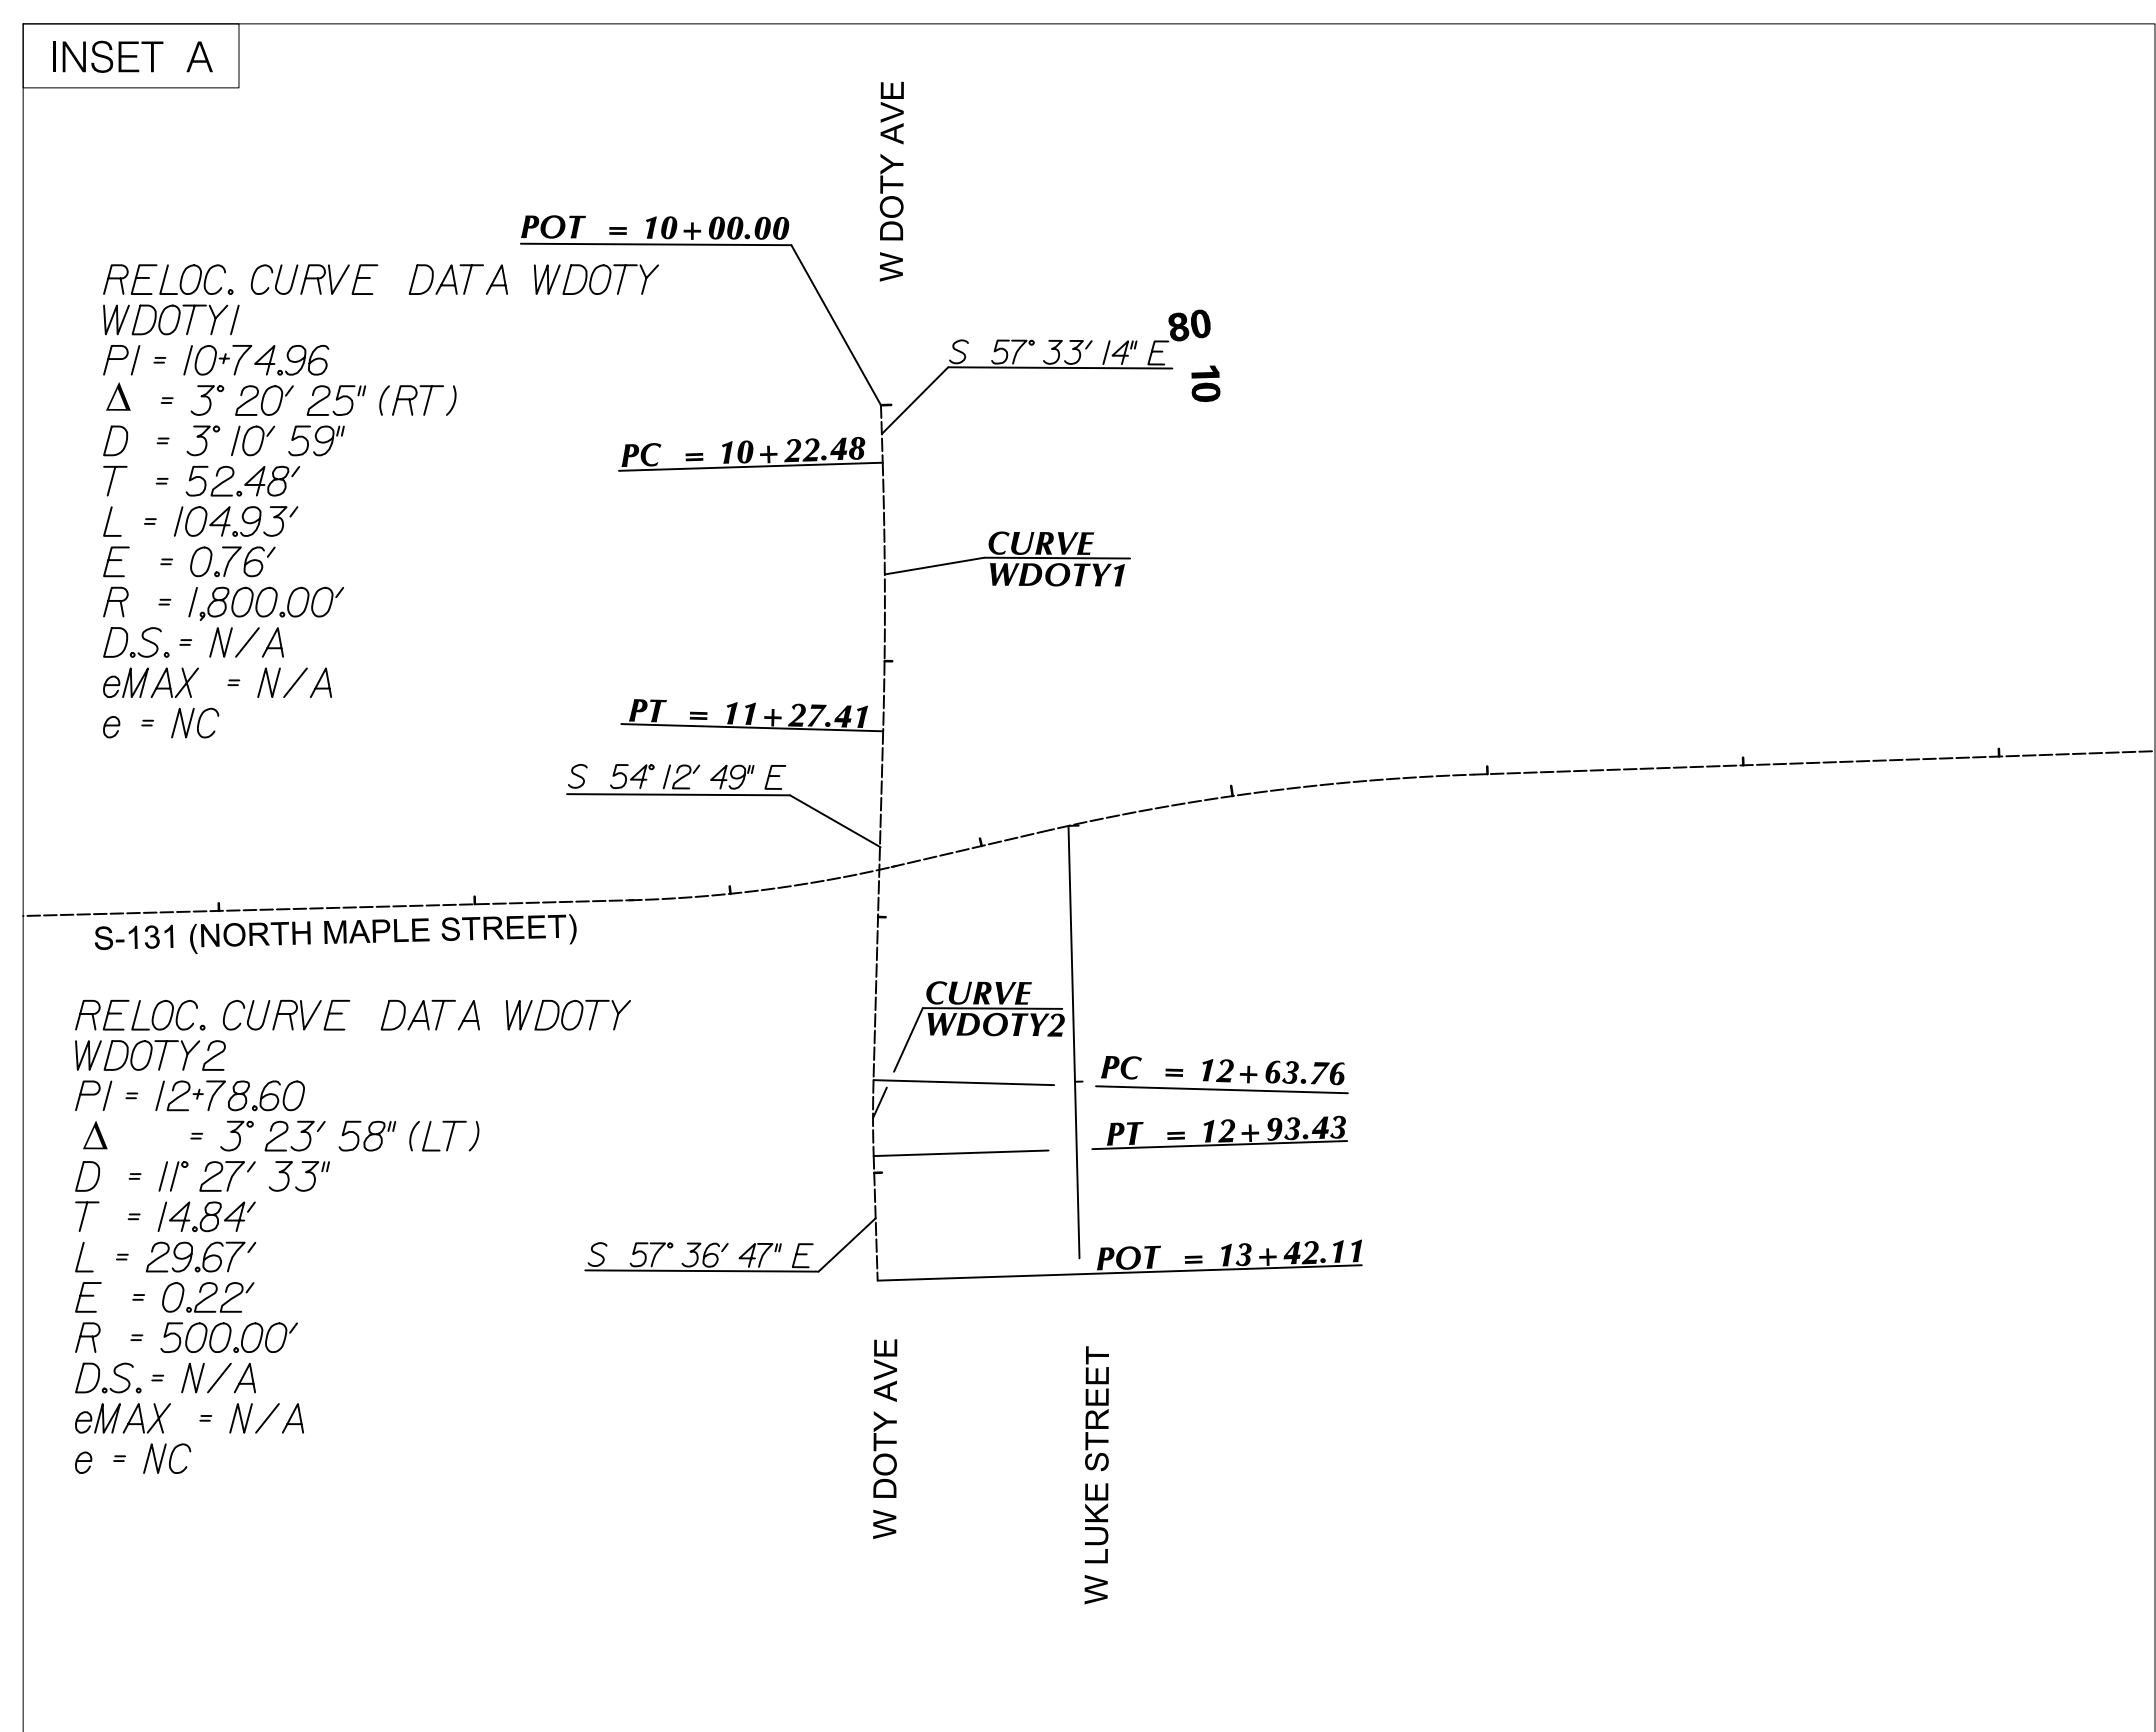 INSET A
W DOTY AVE
POT = 10+00.00
RELOC. CURVE DATA WDOTY
WDOTY1
PI = 10+74.96
Δ = 3° 20' 25" (RT)
D = 3° 10' 59"
T = 52.48'
L = 104.93'
E = 0.76'
R = 1,800.00'
D.S. = N/A
eMAX = N/A
e = NC
S 57° 33' 14" E
80
10
PC = 10+22.48
CURVE
WDOTY1
PT = 11+27.41
S 54° 12' 49" E
S-131 (NORTH MAPLE STREET)
RELOC. CURVE DATA WDOTY
WDOTY2
PI = 12+78.60
Δ = 3° 23' 58" (LT)
D = 11° 27' 33"
T = 14.84'
L = 29.67'
E = 0.22'
R = 500.00'
D.S. = N/A
eMAX = N/A
e = NC
CURVE
WDOTY2
PC = 12+63.76
PT = 12+93.43
S 57° 36' 47" E
POT = 13+42.11
W DOTY AVE
W LUKE STREET